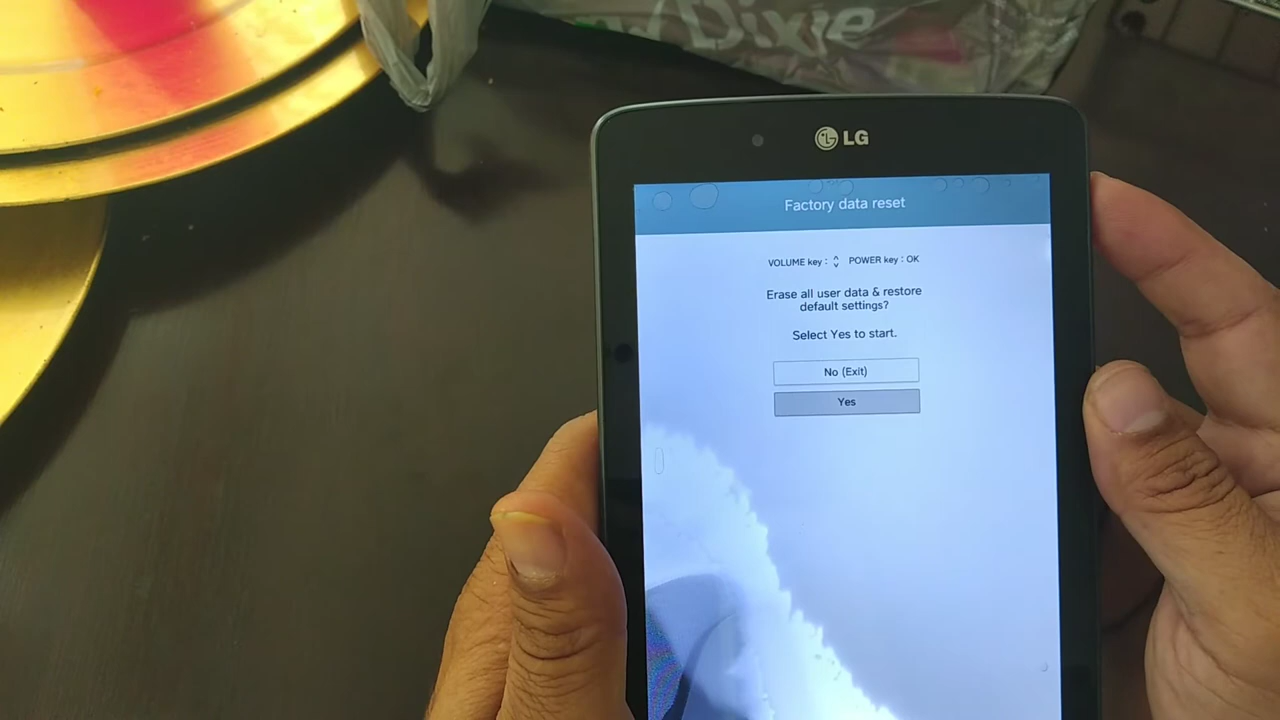 Dixie
LG
Factory data reset
VOLUME key : POWER key : OK
Erase all user data & restore
default settings?
Select Yes to start.
No (Exit)
Yes